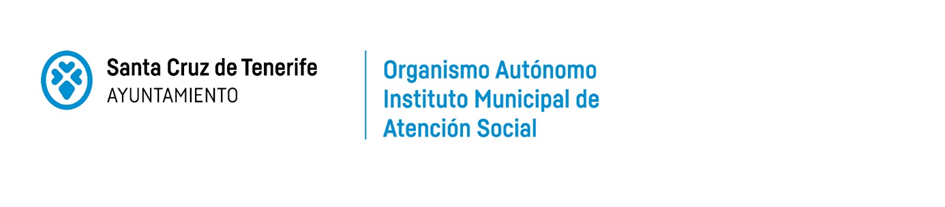 Santa Cruz de Tenerife
AYUNTAMIENTO
Organismo Autónomo
Instituto Municipal de
Atención Social